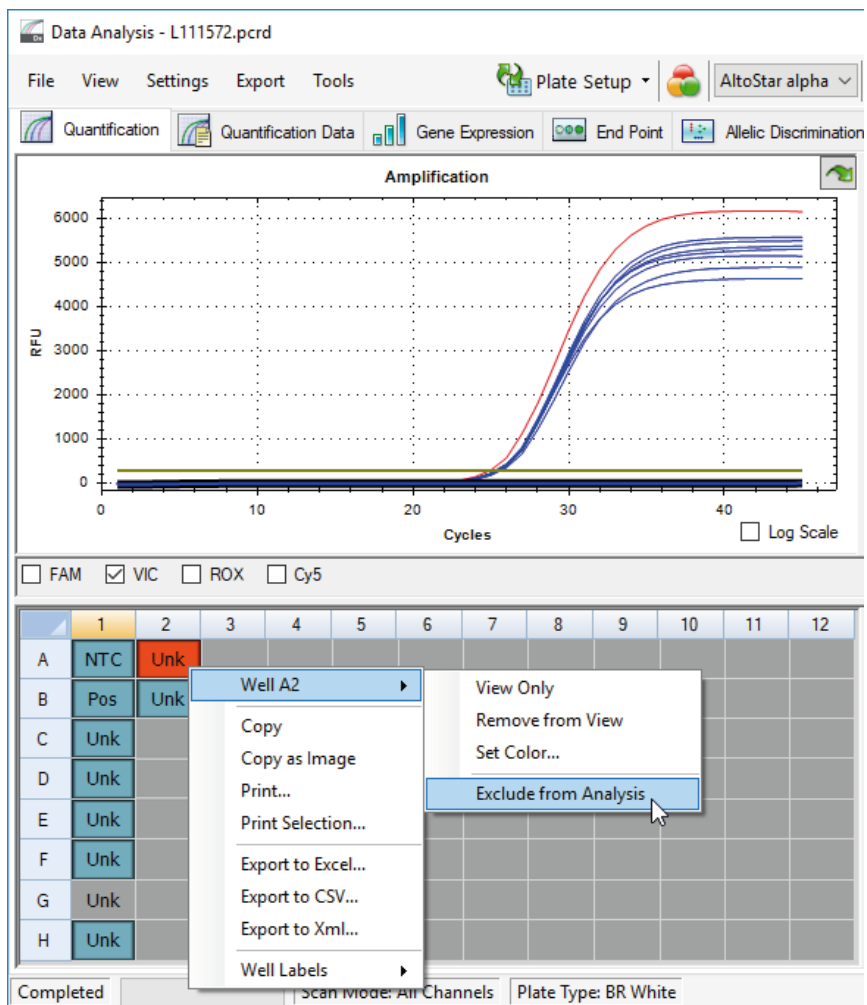 Data Analysis - L111572.pcrd
File View Settings Export Tools Plate Setup AltoStar alpha
Quantification Quantification Data Gene Expression End Point Allelic Discrimination
Amplification
6000
5000
4000
3000
2000
1000
0
RFU
0 10 20 30 40
Cycles
Log Scale
FAM VIC ROX Cy5
1 2 3 4 5 6 7 8 9 10 11 12
A NTC Unk
B Pos Unk
C Unk
D Unk
E Unk
F Unk
G Unk
H Unk
Well A2
Copy
Copy as Image
Print...
Print Selection...
Export to Excel...
Export to CSV...
Export to Xml...
Well Labels
View Only
Remove from View
Set Color...
Exclude from Analysis
Completed Scan Mode: All Channels Plate Type: BR White